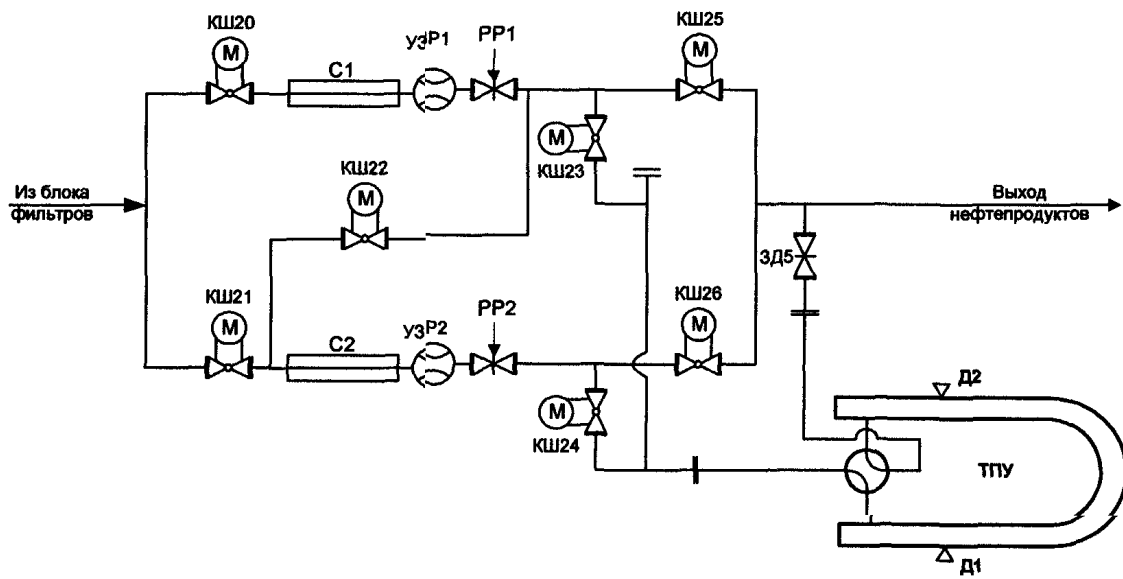 КШ20
М
С1
УЗР1
РР1
КШ25
М
М
КШ23
КШ22
М
Из блока
фильтров
Выход
нефтепродуктов
ЗД5
КШ21
М
С2
УЗР2
РР2
КШ26
М
М
КШ24
Д2
ТПУ
Д1